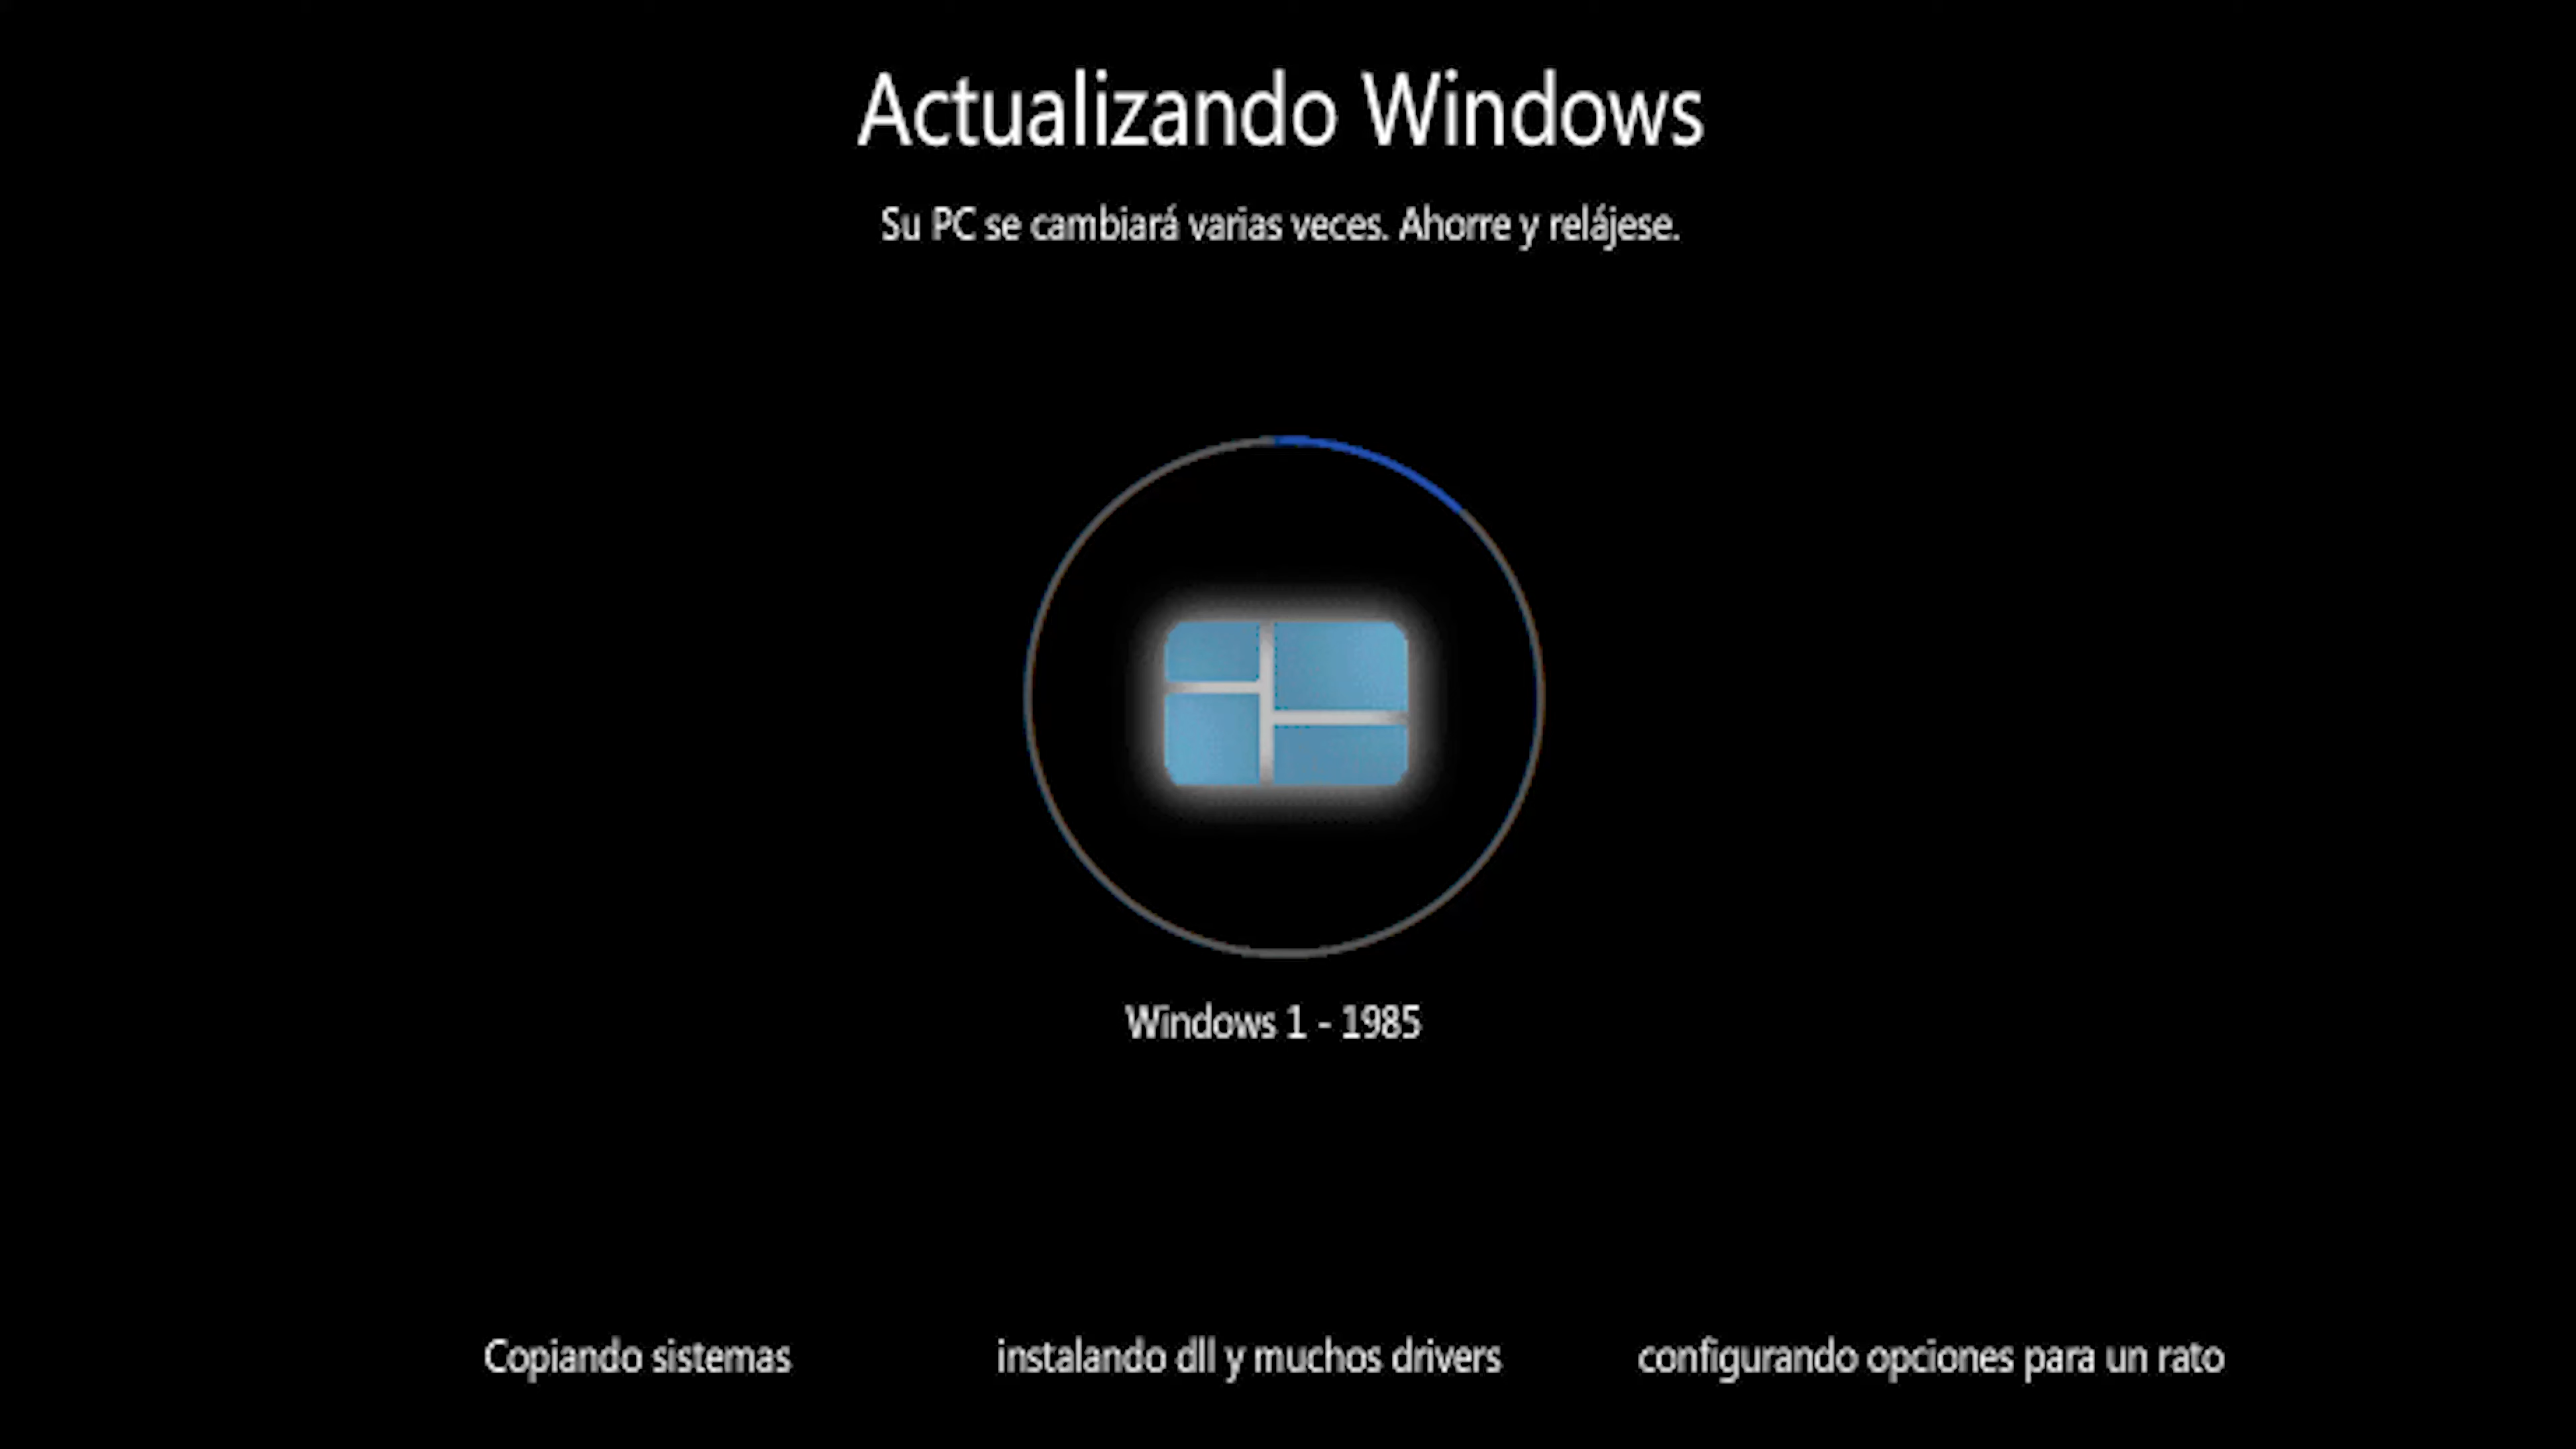 Actualizando Windows
Su PC se cambiará varias veces. Ahorre y relájese.
Windows 1 - 1985
Copiando sistemas
instalando dll y muchos drivers
configurando opciones para un rato